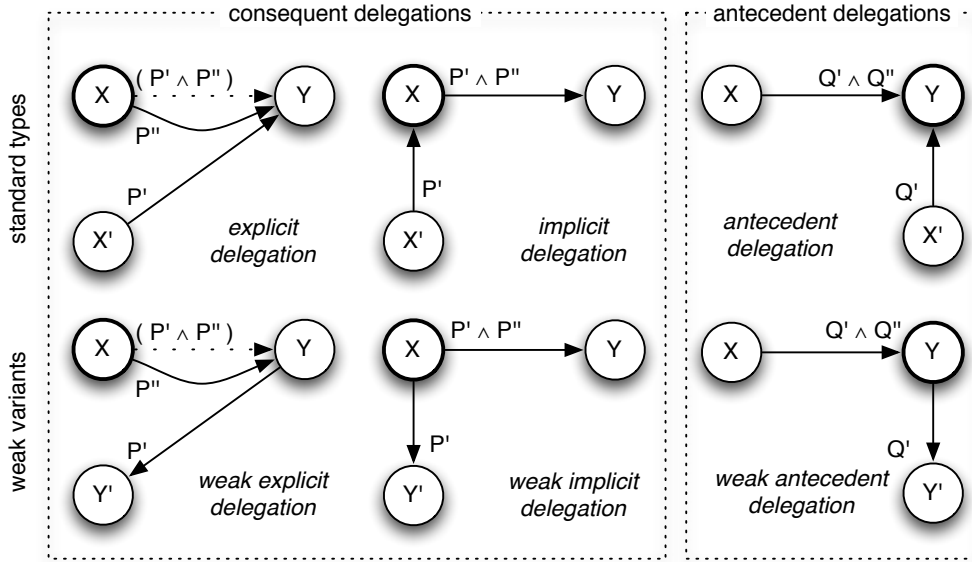 consequent delegations
antecedent delegations
standard types
X
( P' ∧ P'' )
Y
P''
P'
X'
explicit
delegation
X
P' ∧ P''
Y
P'
X'
implicit
delegation
X
Q' ∧ Q''
Y
Q'
X'
antecedent
delegation
weak variants
X
( P' ∧ P'' )
Y
P''
P'
Y'
weak explicit
delegation
X
P' ∧ P''
Y
P'
Y'
weak implicit
delegation
X
Q' ∧ Q''
Y
Q'
Y'
weak antecedent
delegation